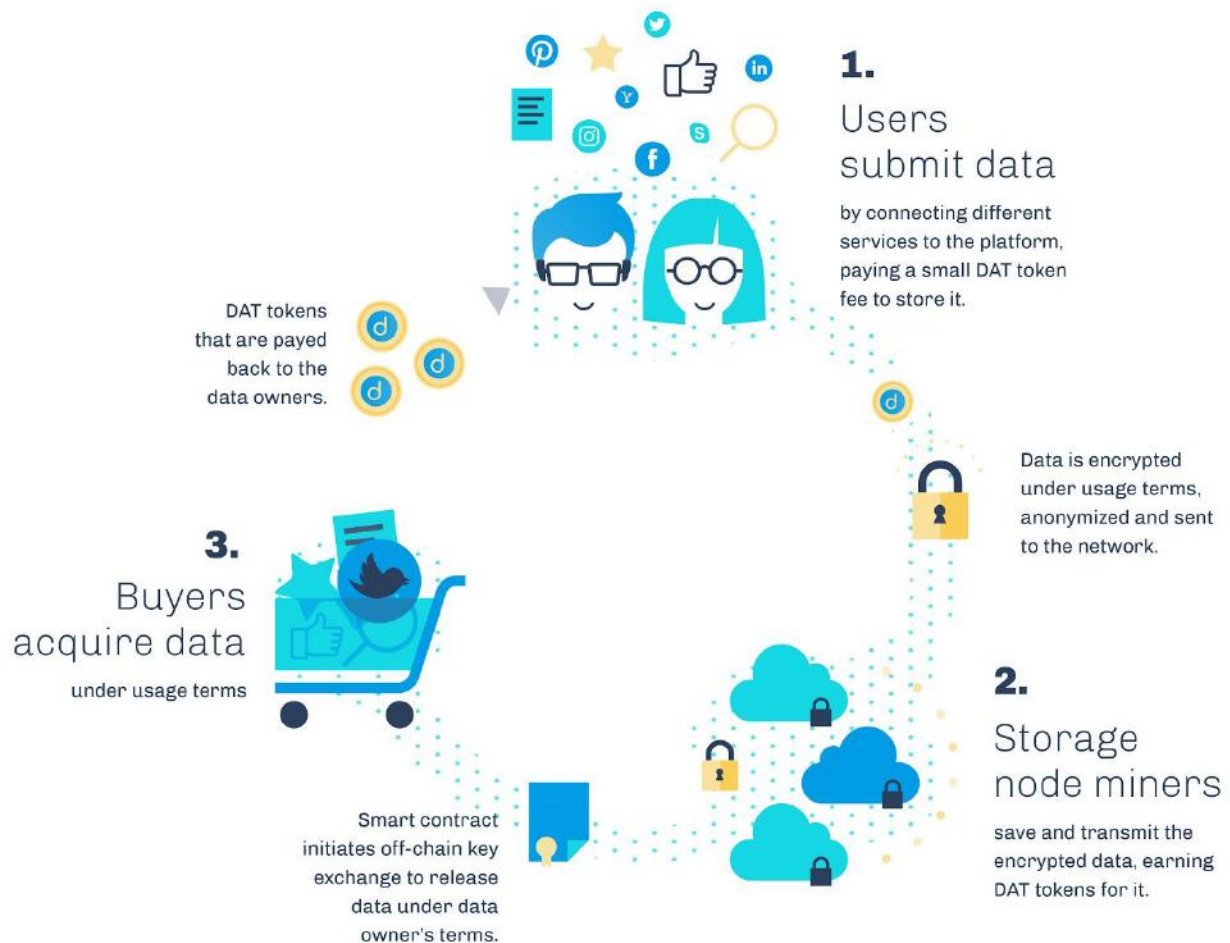 1.
Users
submit data
by connecting different
services to the platform,
paying a small DAT token
fee to store it.
DAT tokens
that are payed
back to the
data owners.
Data is encrypted
under usage terms,
anonymized and sent
to the network.
2.
Storage
node miners
save and transmit the
encrypted data, earning
DAT tokens for it.
Smart contract
initiates off-chain key
exchange to release
data under data
owner's terms.
3.
Buyers
acquire data
under usage terms